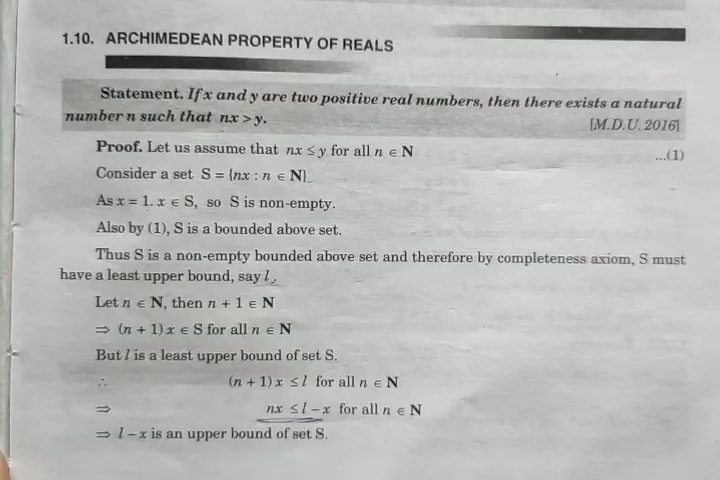 1.10. ARCHIMEDEAN PROPERTY OF REALS
Statement. If x and y are two positive real numbers, then there exists a natural
number n such that nx > y. [M.D.U. 2016]
Proof. Let us assume that nx ≤ y for all n ∈ N ...(1)
Consider a set S = {nx : n ∈ N}
As x = 1. x ∈ S, so S is non-empty.
Also by (1), S is a bounded above set.
Thus S is a non-empty bounded above set and therefore by completeness axiom, S must
have a least upper bound, say l.
Let n ∈ N, then n + 1 ∈ N
⇒ (n + 1) x ∈ S for all n ∈ N
But l is a least upper bound of set S.
∴ (n + 1) x ≤ l for all n ∈ N
⇒ nx ≤ l – x for all n ∈ N
⇒ l – x is an upper bound of set S.